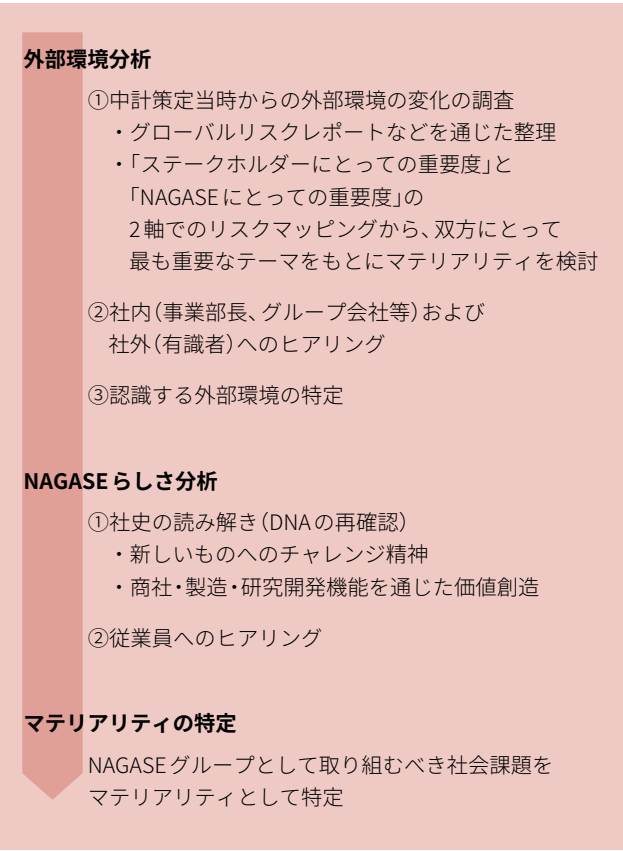 外部環境分析
①中計策定当時からの外部環境の変化の調査
・グローバルリスクレポートなどを通じた整理
・「ステークホルダーにとっての重要度」と
「NAGASEにとっての重要度」の
2軸でのリスクマッピングから、双方にとって
最も重要なテーマをもとにマテリアリティを検討
②社内（事業部長、グループ会社等）および
社外（有識者）へのヒアリング
③認識する外部環境の特定
NAGASEらしさ分析
①社史の読み解き（DNAの再確認）
・新しいものへのチャレンジ精神
・商社・製造・研究開発機能を通じた価値創造
②従業員へのヒアリング
マテリアリティの特定
NAGASEグループとして取り組むべき社会課題を
マテリアリティとして特定